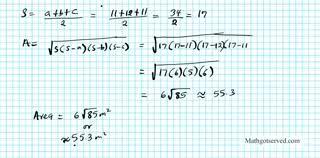 S = a+b+c/2 = 11+12+11/2 = 34/2 = 17
A = √S(S-a)(S-b)(S-c) = √17(17-11)(17-12)(17-11
= √17(6)(5)(6)
= 6√85 ≈ 55.3
Area = 6√85 m²
or
≈ 55.3 m²
Mathgotserved.com